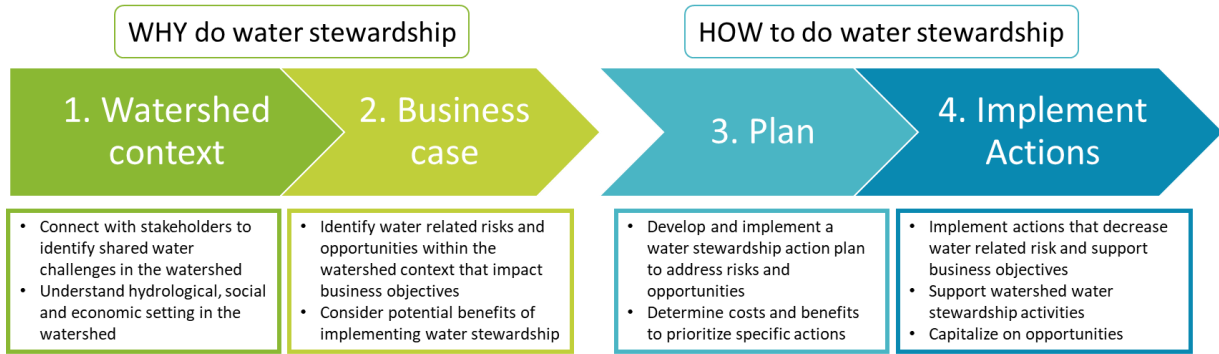 WHY do water stewardship
HOW to do water stewardship
1. Watershed
context
2. Business
case
3. Plan
4. Implement
Actions
• Connect with stakeholders to
identify shared water
challenges in the watershed
• Understand hydrological, social
and economic setting in the
watershed
• Identify water related risks and
opportunities within the
watershed context that impact
business objectives
• Consider potential benefits of
implementing water stewardship
• Develop and implement a
water stewardship action plan
to address risks and
opportunities
• Determine costs and benefits
to prioritize specific actions
• Implement actions that decrease
water related risk and support
business objectives
• Support watershed water
stewardship activities
• Capitalize on opportunities